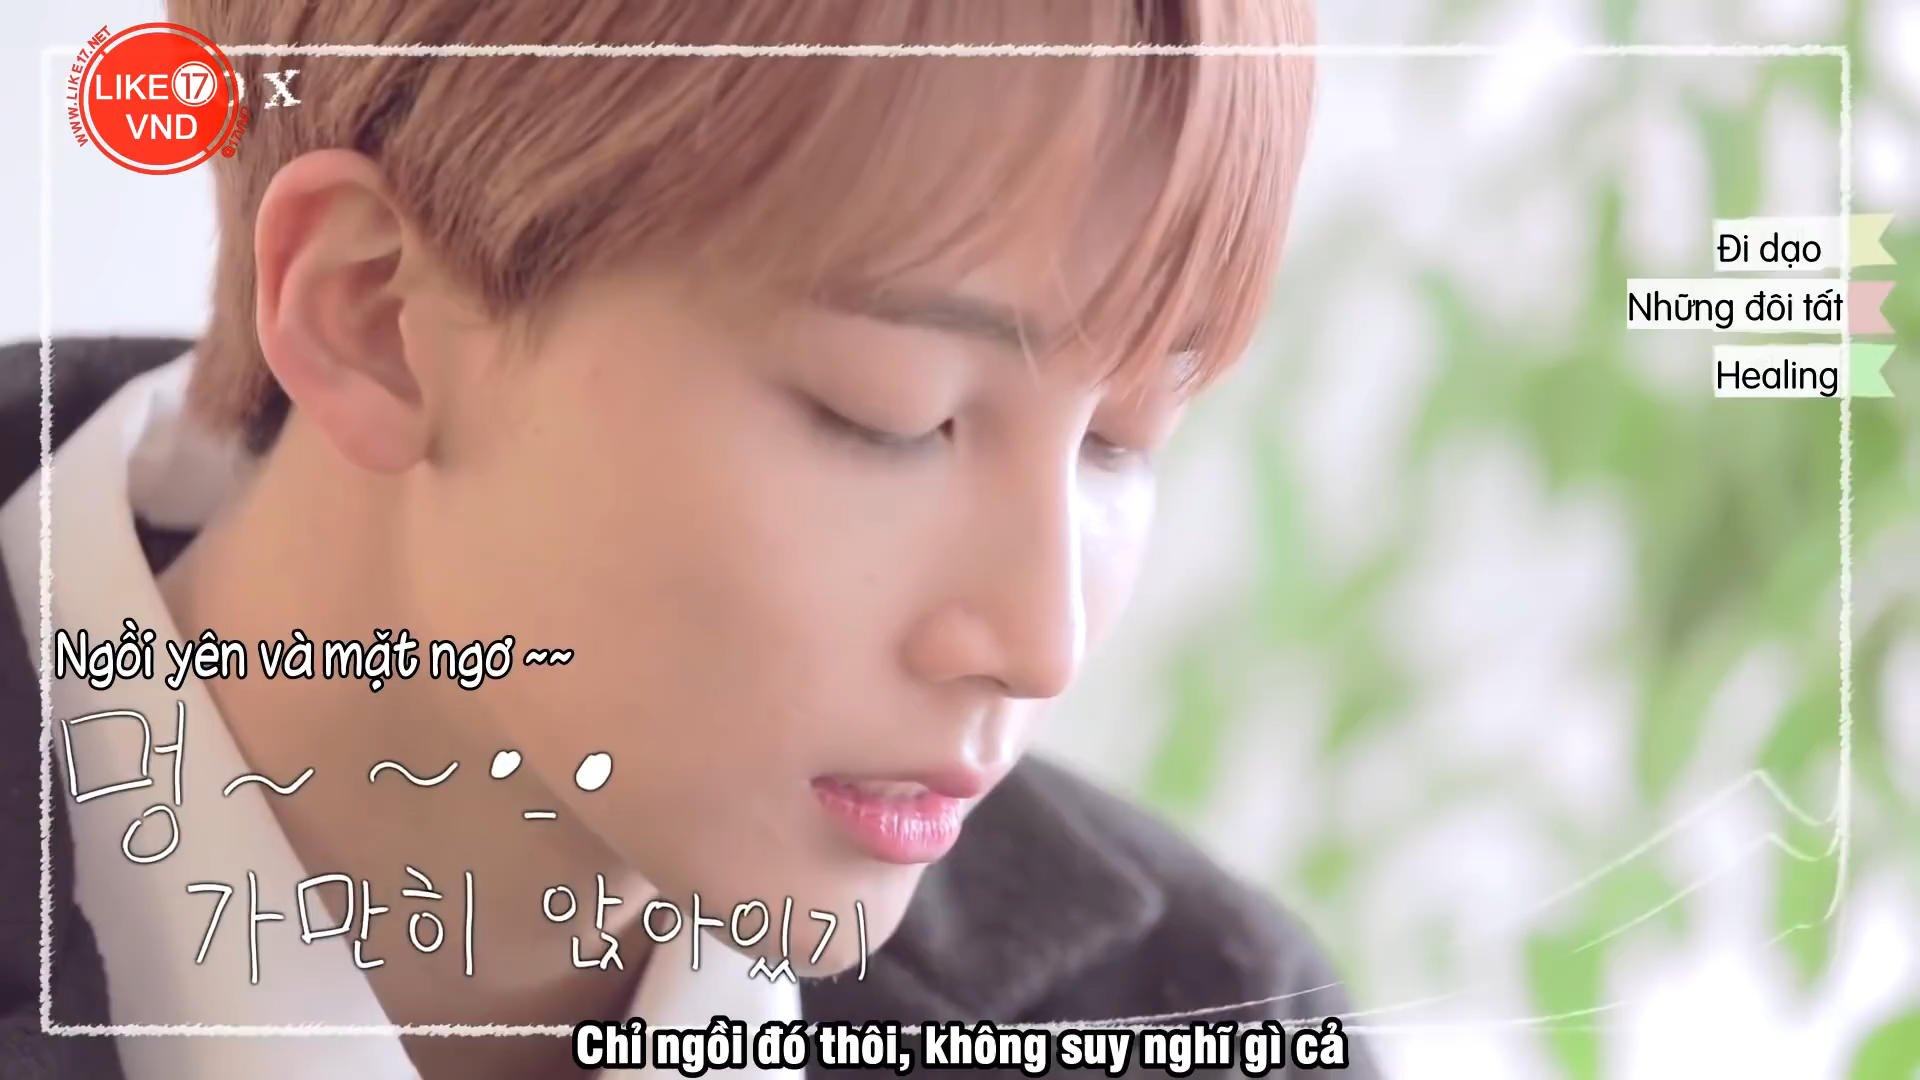 WWW.LIKE17.NET
LIKE 17
VND
@17VND
X
Đi dạo
Những đôi tất
Healing
Ngồi yên và mặt ngơ ~~
멍~ ~•_•
가만히 앉아있기
Chỉ ngồi đó thôi, không suy nghĩ gì cả